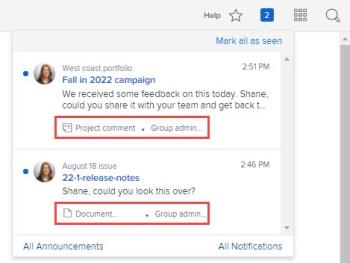 Help 2
Mark all as seen
West coast portfolio 2:51 PM
Fall in 2022 campaign
We received some feedback on this today. Shane,
could you share it with your team and get back t...
Project comment • Group admin...
August 18 issue 2:46 PM
22-1-release-notes
Shane, could you look this over?
Document... • Group admin...
All Announcements All Notifications